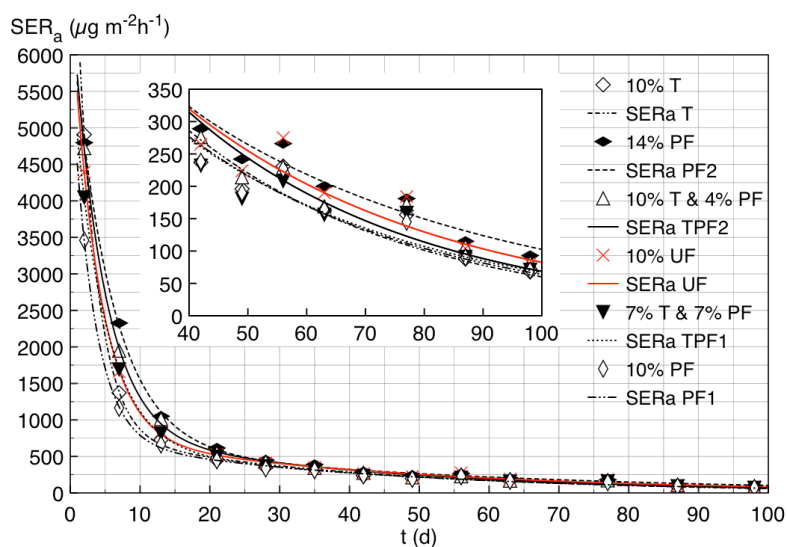 SERa (µg m-2h-1)
6000
5500
5000
4500
4000
3500
3000
2500
2000
1500
1000
500
0
0 10 20 30 40 50 60 70 80 90 100
t (d)
350
300
250
200
150
100
50
0
40 50 60 70 80 90 100
10% T
SERa T
14% PF
SERa PF2
10% T & 4% PF
SERa TPF2
10% UF
SERa UF
7% T & 7% PF
SERa TPF1
10% PF
SERa PF1